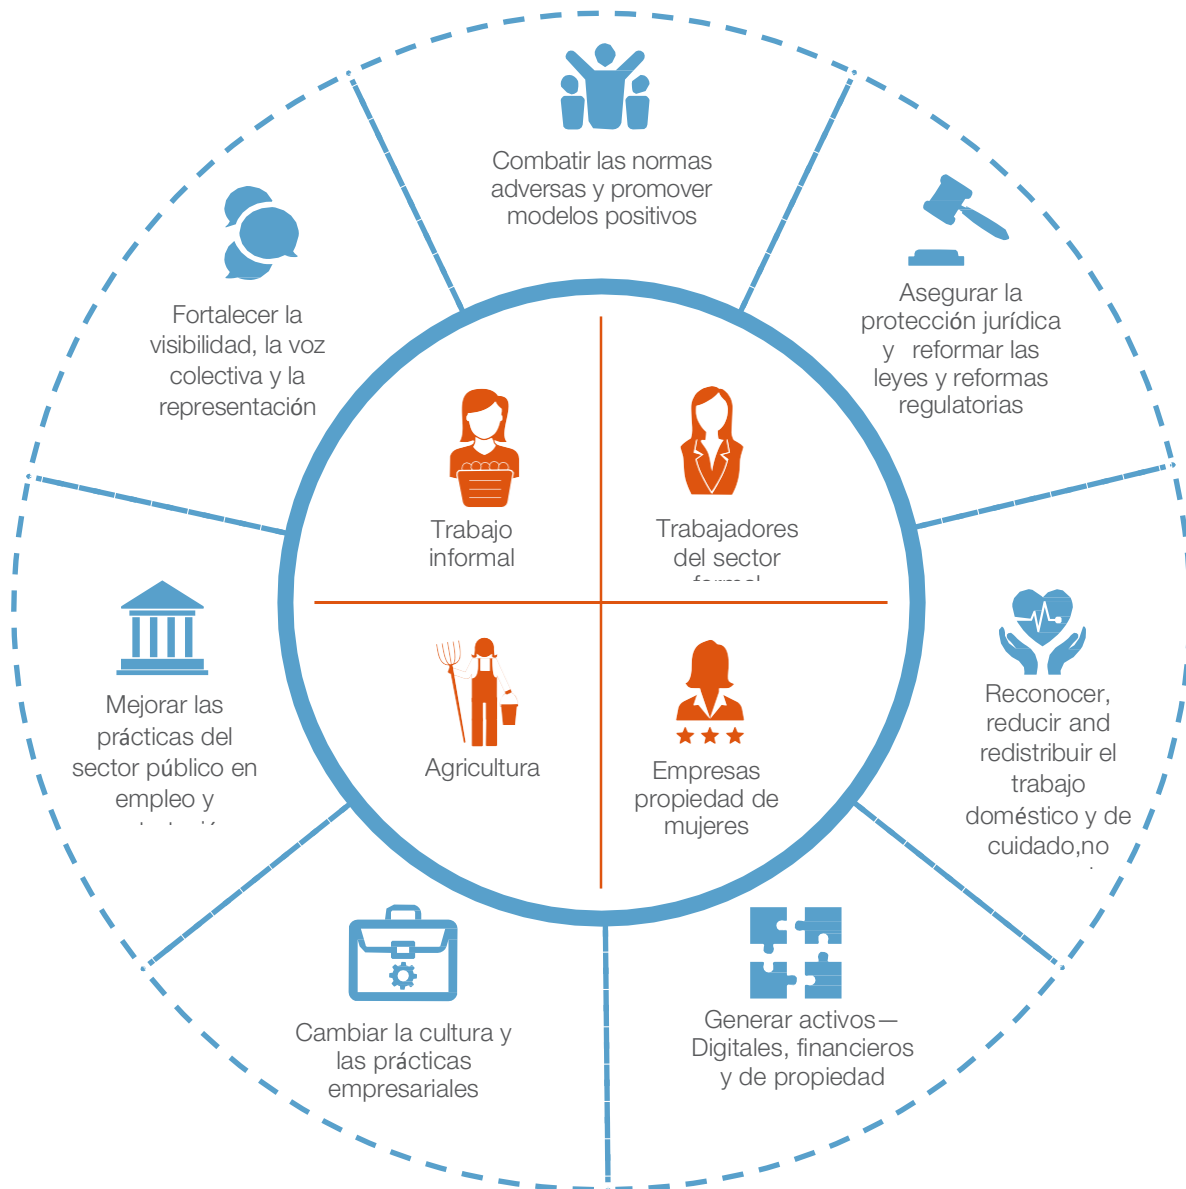 Combatir las normas
adversas y promover
modelos positivos
Asegurar la
protección jurídica
y reformar las
leyes y reformas
regulatorias
Reconocer,
reducir and
redistribuir el
trabajo
doméstico y de
cuidado,no
Generar activos—
Digitales, financieros
y de propiedad
Cambiar la cultura y
las prácticas
empresariales
Mejorar las
prácticas del
sector público en
empleo y
Fortalecer la
visibilidad, la voz
colectiva y la
representación
Trabajo
informal
Trabajadores
del sector
Agricultura
Empresas
propiedad de
mujeres